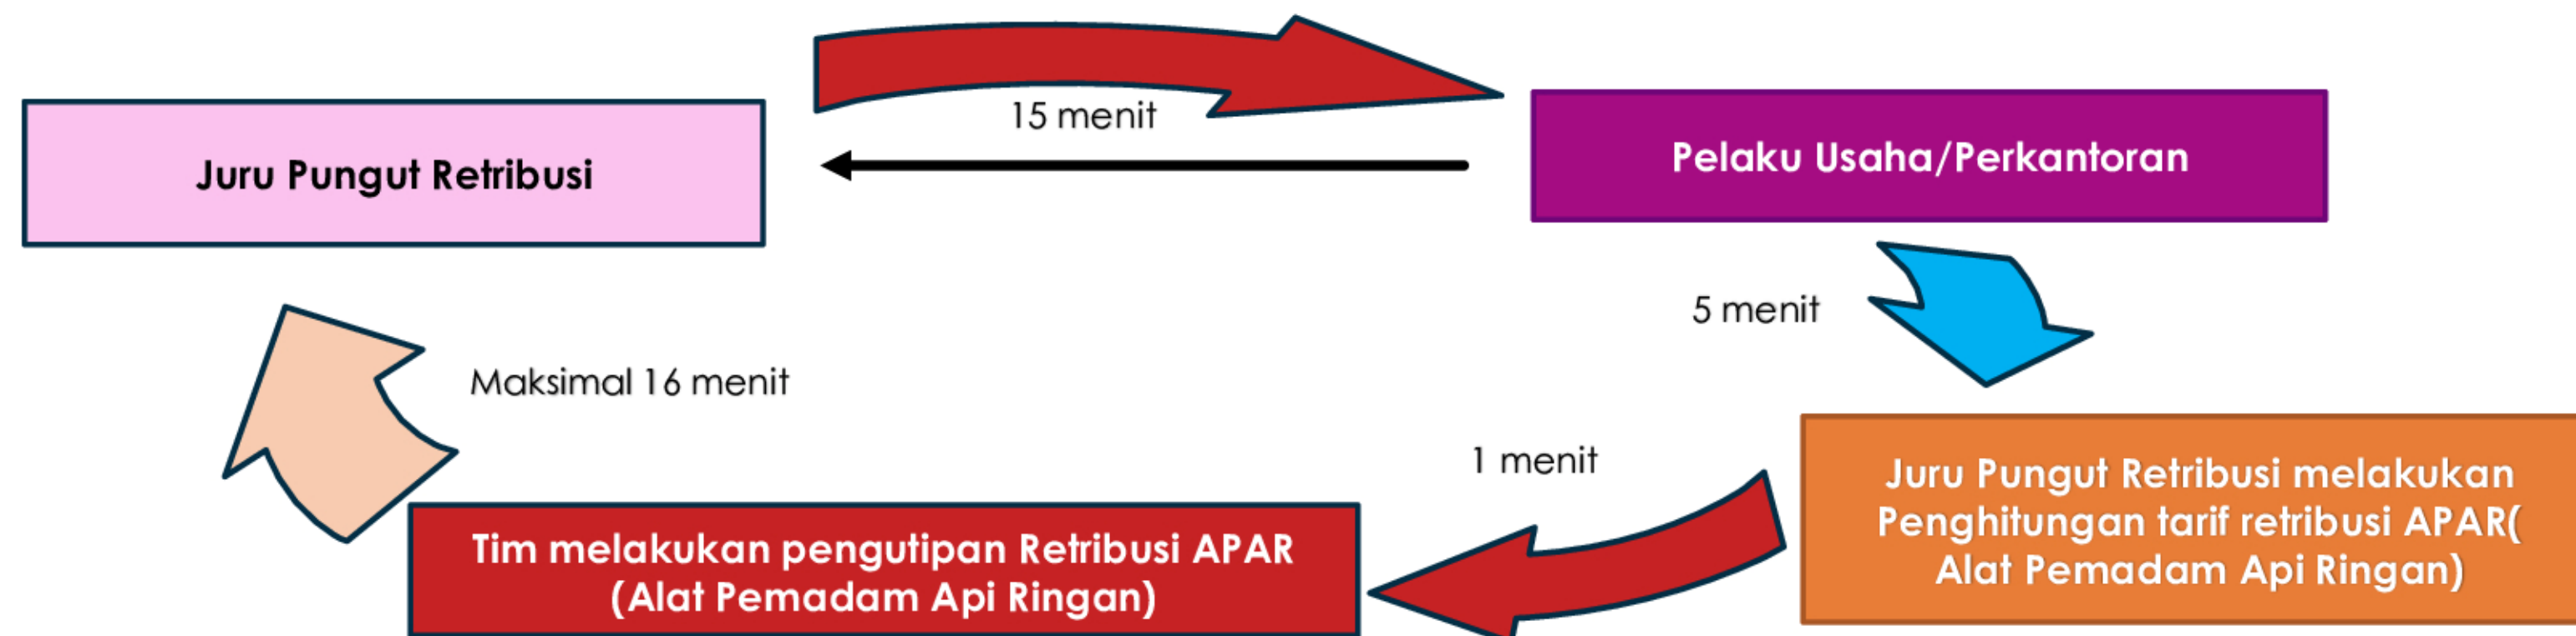 15 menit
Juru Pungut Retribusi
Pelaku Usaha/Perkantoran
5 menit
Maksimal 16 menit
1 menit
Juru Pungut Retribusi melakukan
Penghitungan tarif retribusi APAR(
Alat Pemadam Api Ringan)
Tim melakukan pengutipan Retribusi APAR
(Alat Pemadam Api Ringan)